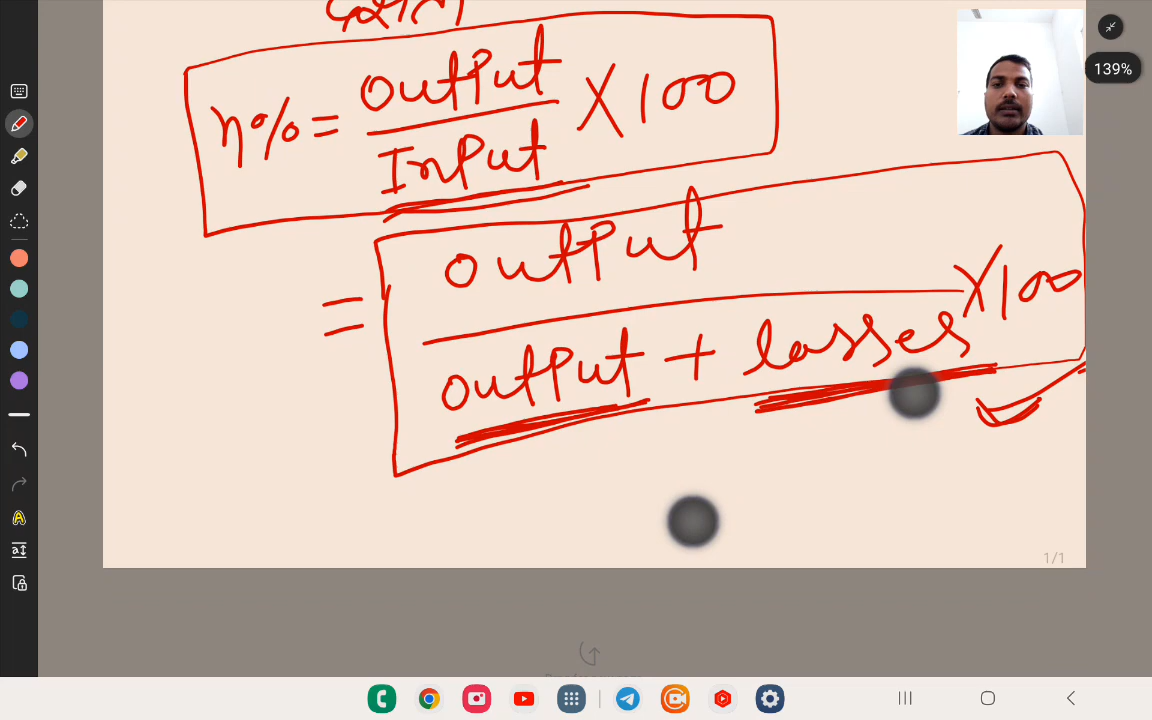 139%
η% = output / Input × 100
= output / output + losses × 100
1/1